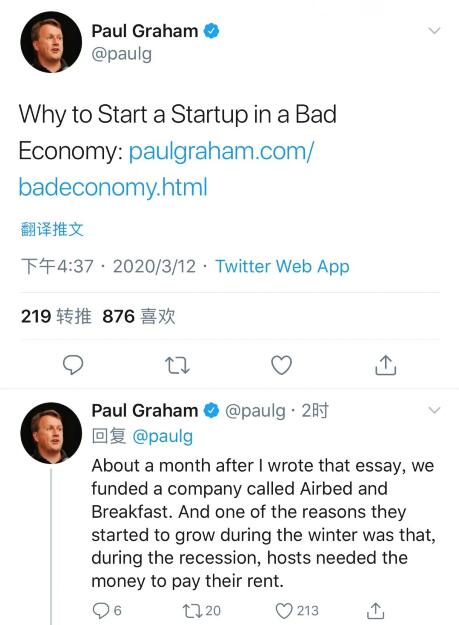 Paul Graham
@paulg
Why to Start a Startup in a Bad
Economy: paulgraham.com/
badeconomy.html
翻译推文
下午4:37 · 2020/3/12 · Twitter Web App
219 转推 876 喜欢
Paul Graham @paulg · 2时
回复 @paulg
About a month after I wrote that essay, we
funded a company called Airbed and
Breakfast. And one of the reasons they
started to grow during the winter was that,
during the recession, hosts needed the
money to pay their rent.
6 20 213